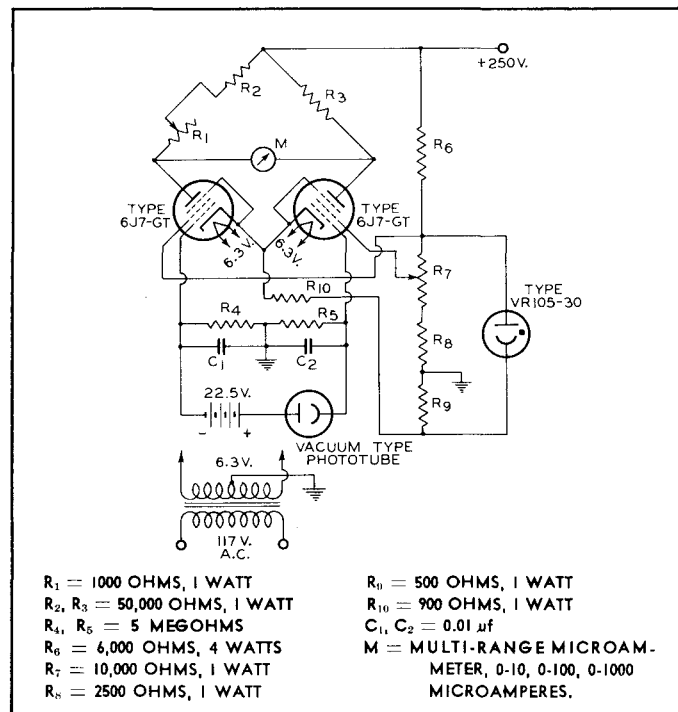 +250V.
R2
R3
R1
M
R6
TYPE
6J7-GT
TYPE
6J7-GT
6.3V.
6.3V.
R10
R7
TYPE
VR105-30
R4
R5
R8
C1
C2
R9
22.5V.
- +
VACUUM TYPE
PHOTOTUBE
6.3V.
117 V.
A.C.
R₁ = 1000 OHMS, 1 WATT
R₂, R₃ = 50,000 OHMS, 1 WATT
R₄, R₅ = 5 MEGOHMS
R₆ = 6,000 OHMS, 4 WATTS
R₇ = 10,000 OHMS, 1 WATT
R₈ = 2500 OHMS, 1 WATT
R₉ = 500 OHMS, 1 WATT
R₁₀ = 900 OHMS, 1 WATT
C₁, C₂ = 0.01 µf
M = MULTI-RANGE MICROAM-
METER, 0-10, 0-100, 0-1000
MICROAMPERES.